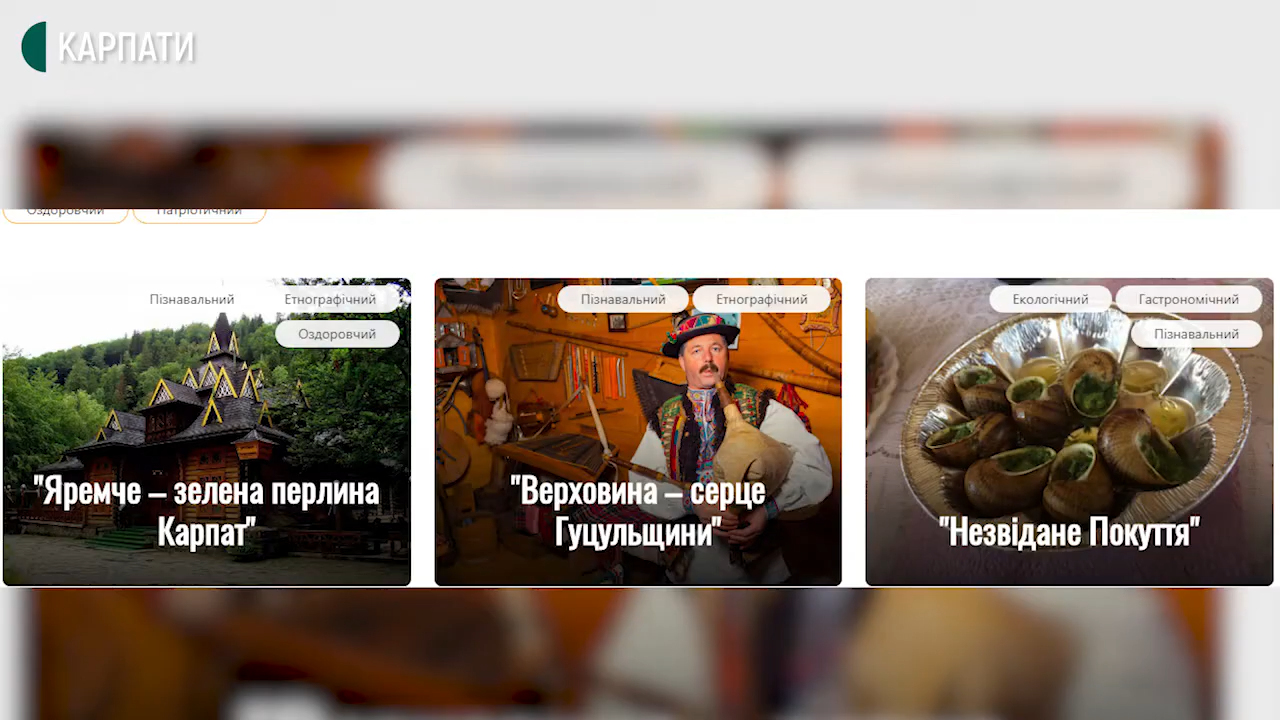 КАРПАТИ
Оздоровчий
Патріотичний
Пізнавальний
Етнографічний
Оздоровчий
"Яремче – зелена перлина
Карпат"
Пізнавальний
Етнографічний
"Верховина – серце
Гуцульщини"
Екологічний
Гастрономічний
Пізнавальний
"Незвідане Покуття"